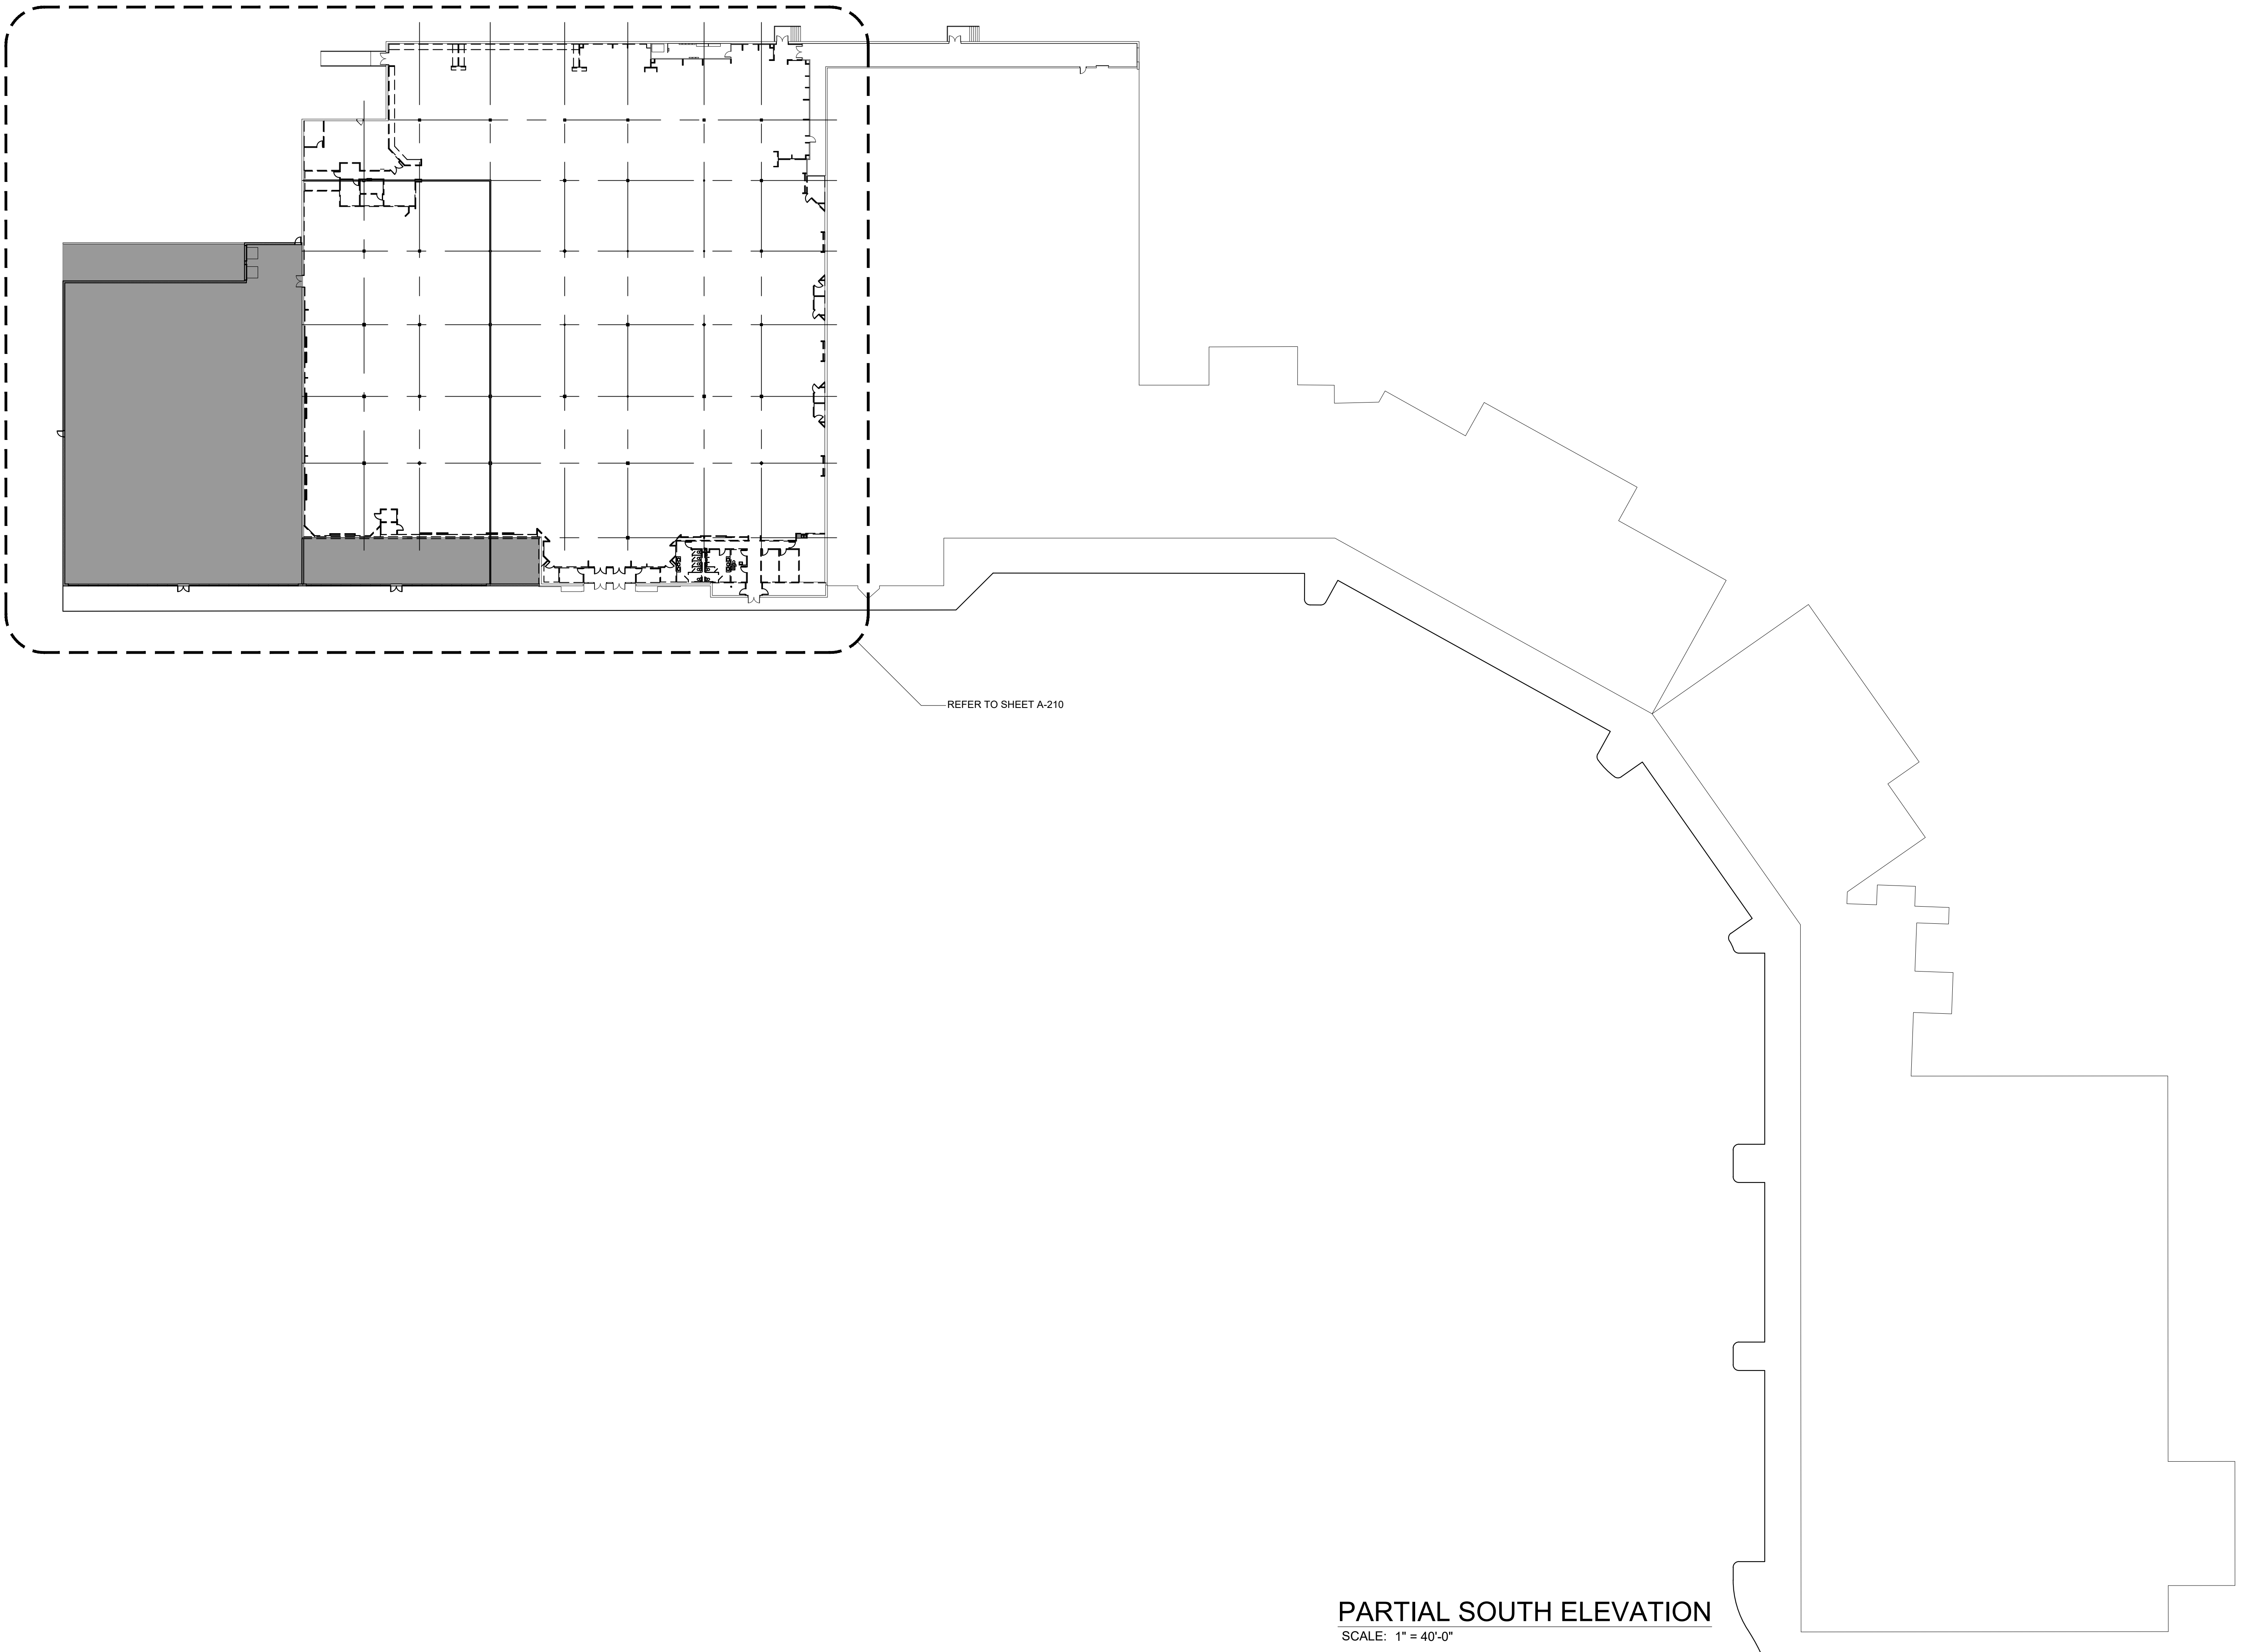 REFER TO SHEET A-210
PARTIAL SOUTH ELEVATION
SCALE: 1" = 40'-0"